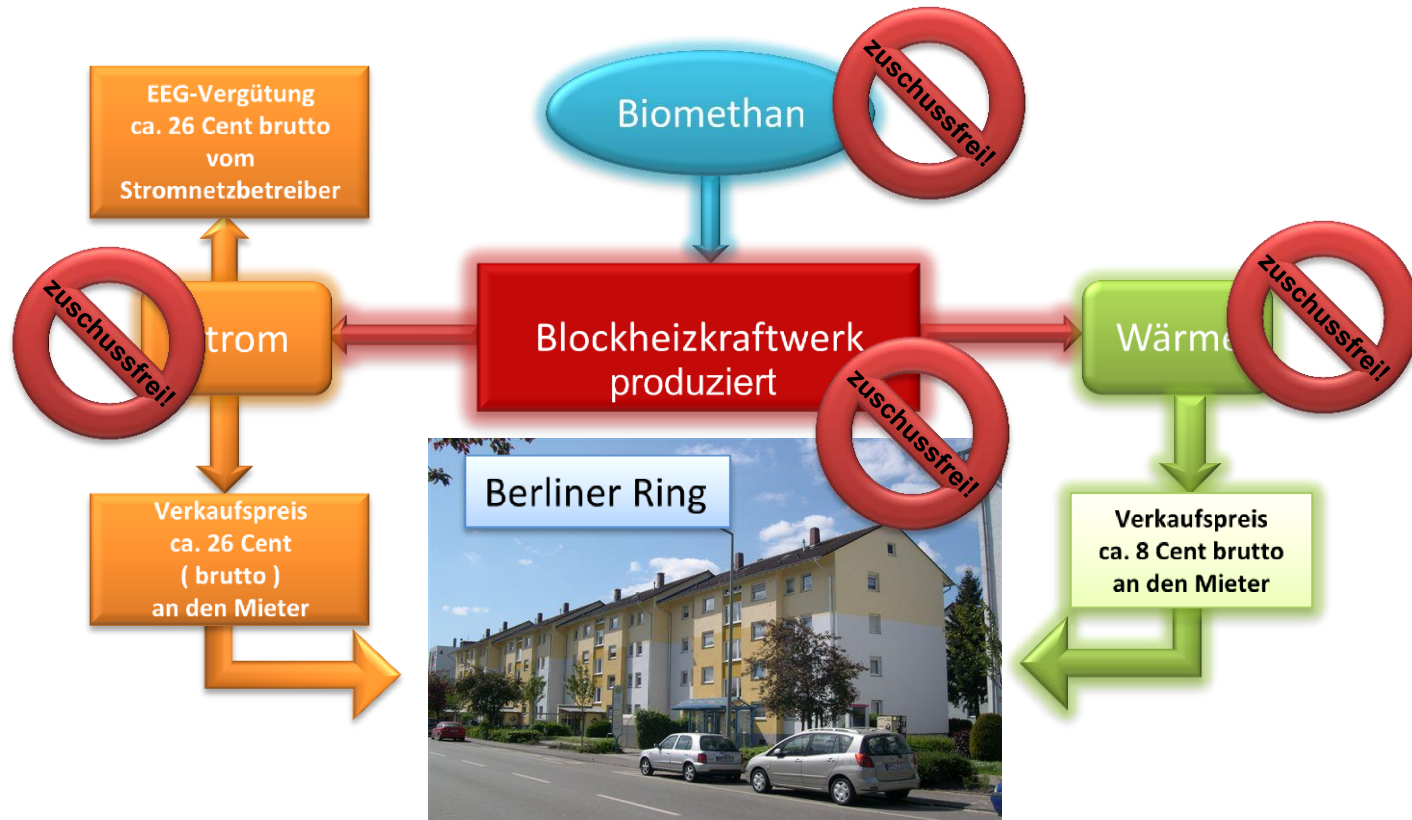 zuschussfrei!
Biomethan
EEG-Vergütung
ca. 26 Cent brutto
vom
Stromnetzbetreiber
zuschussfrei!
trom
Blockheizkraftwerk
produziert
zuschussfrei!
Wärme
zuschussfrei!
Verkaufspreis
ca. 26 Cent
( brutto )
an den Mieter
Berliner Ring
Verkaufspreis
ca. 8 Cent brutto
an den Mieter